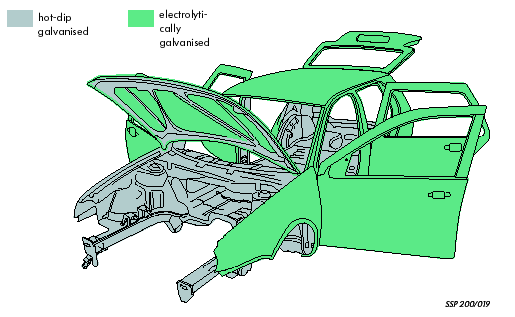 hot-dip
galvanised
electrolyti-
cally
galvanised
SSP 200/019